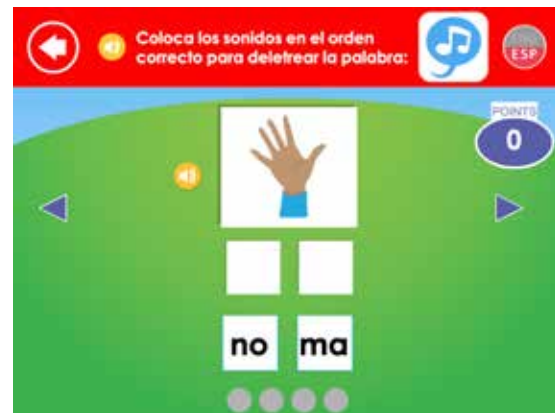 Coloca los sonidos en el orden
correcto para deletrear la palabra:
ESP
POINTS
0
no ma